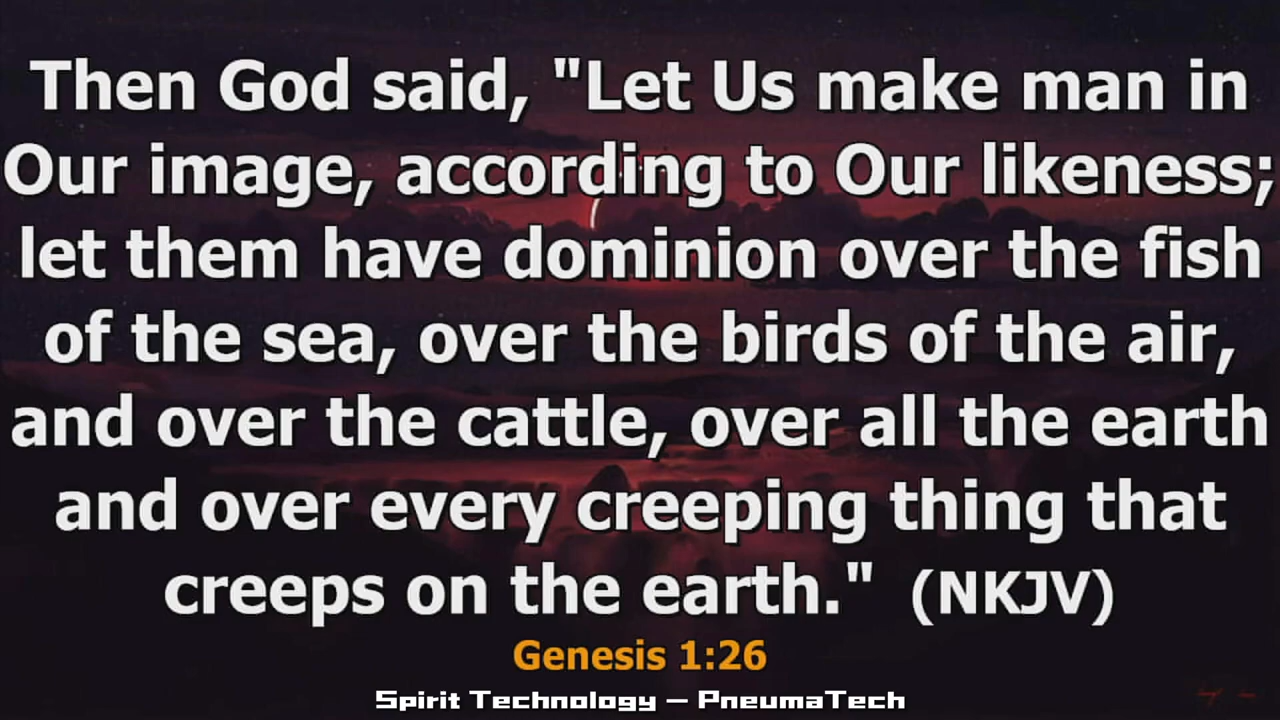 Then God said, "Let Us make man in
Our image, according to Our likeness;
let them have dominion over the fish
of the sea, over the birds of the air,
and over the cattle, over all the earth
and over every creeping thing that
creeps on the earth." (NKJV)
Genesis 1:26
Spirit Technology – PneumaTech